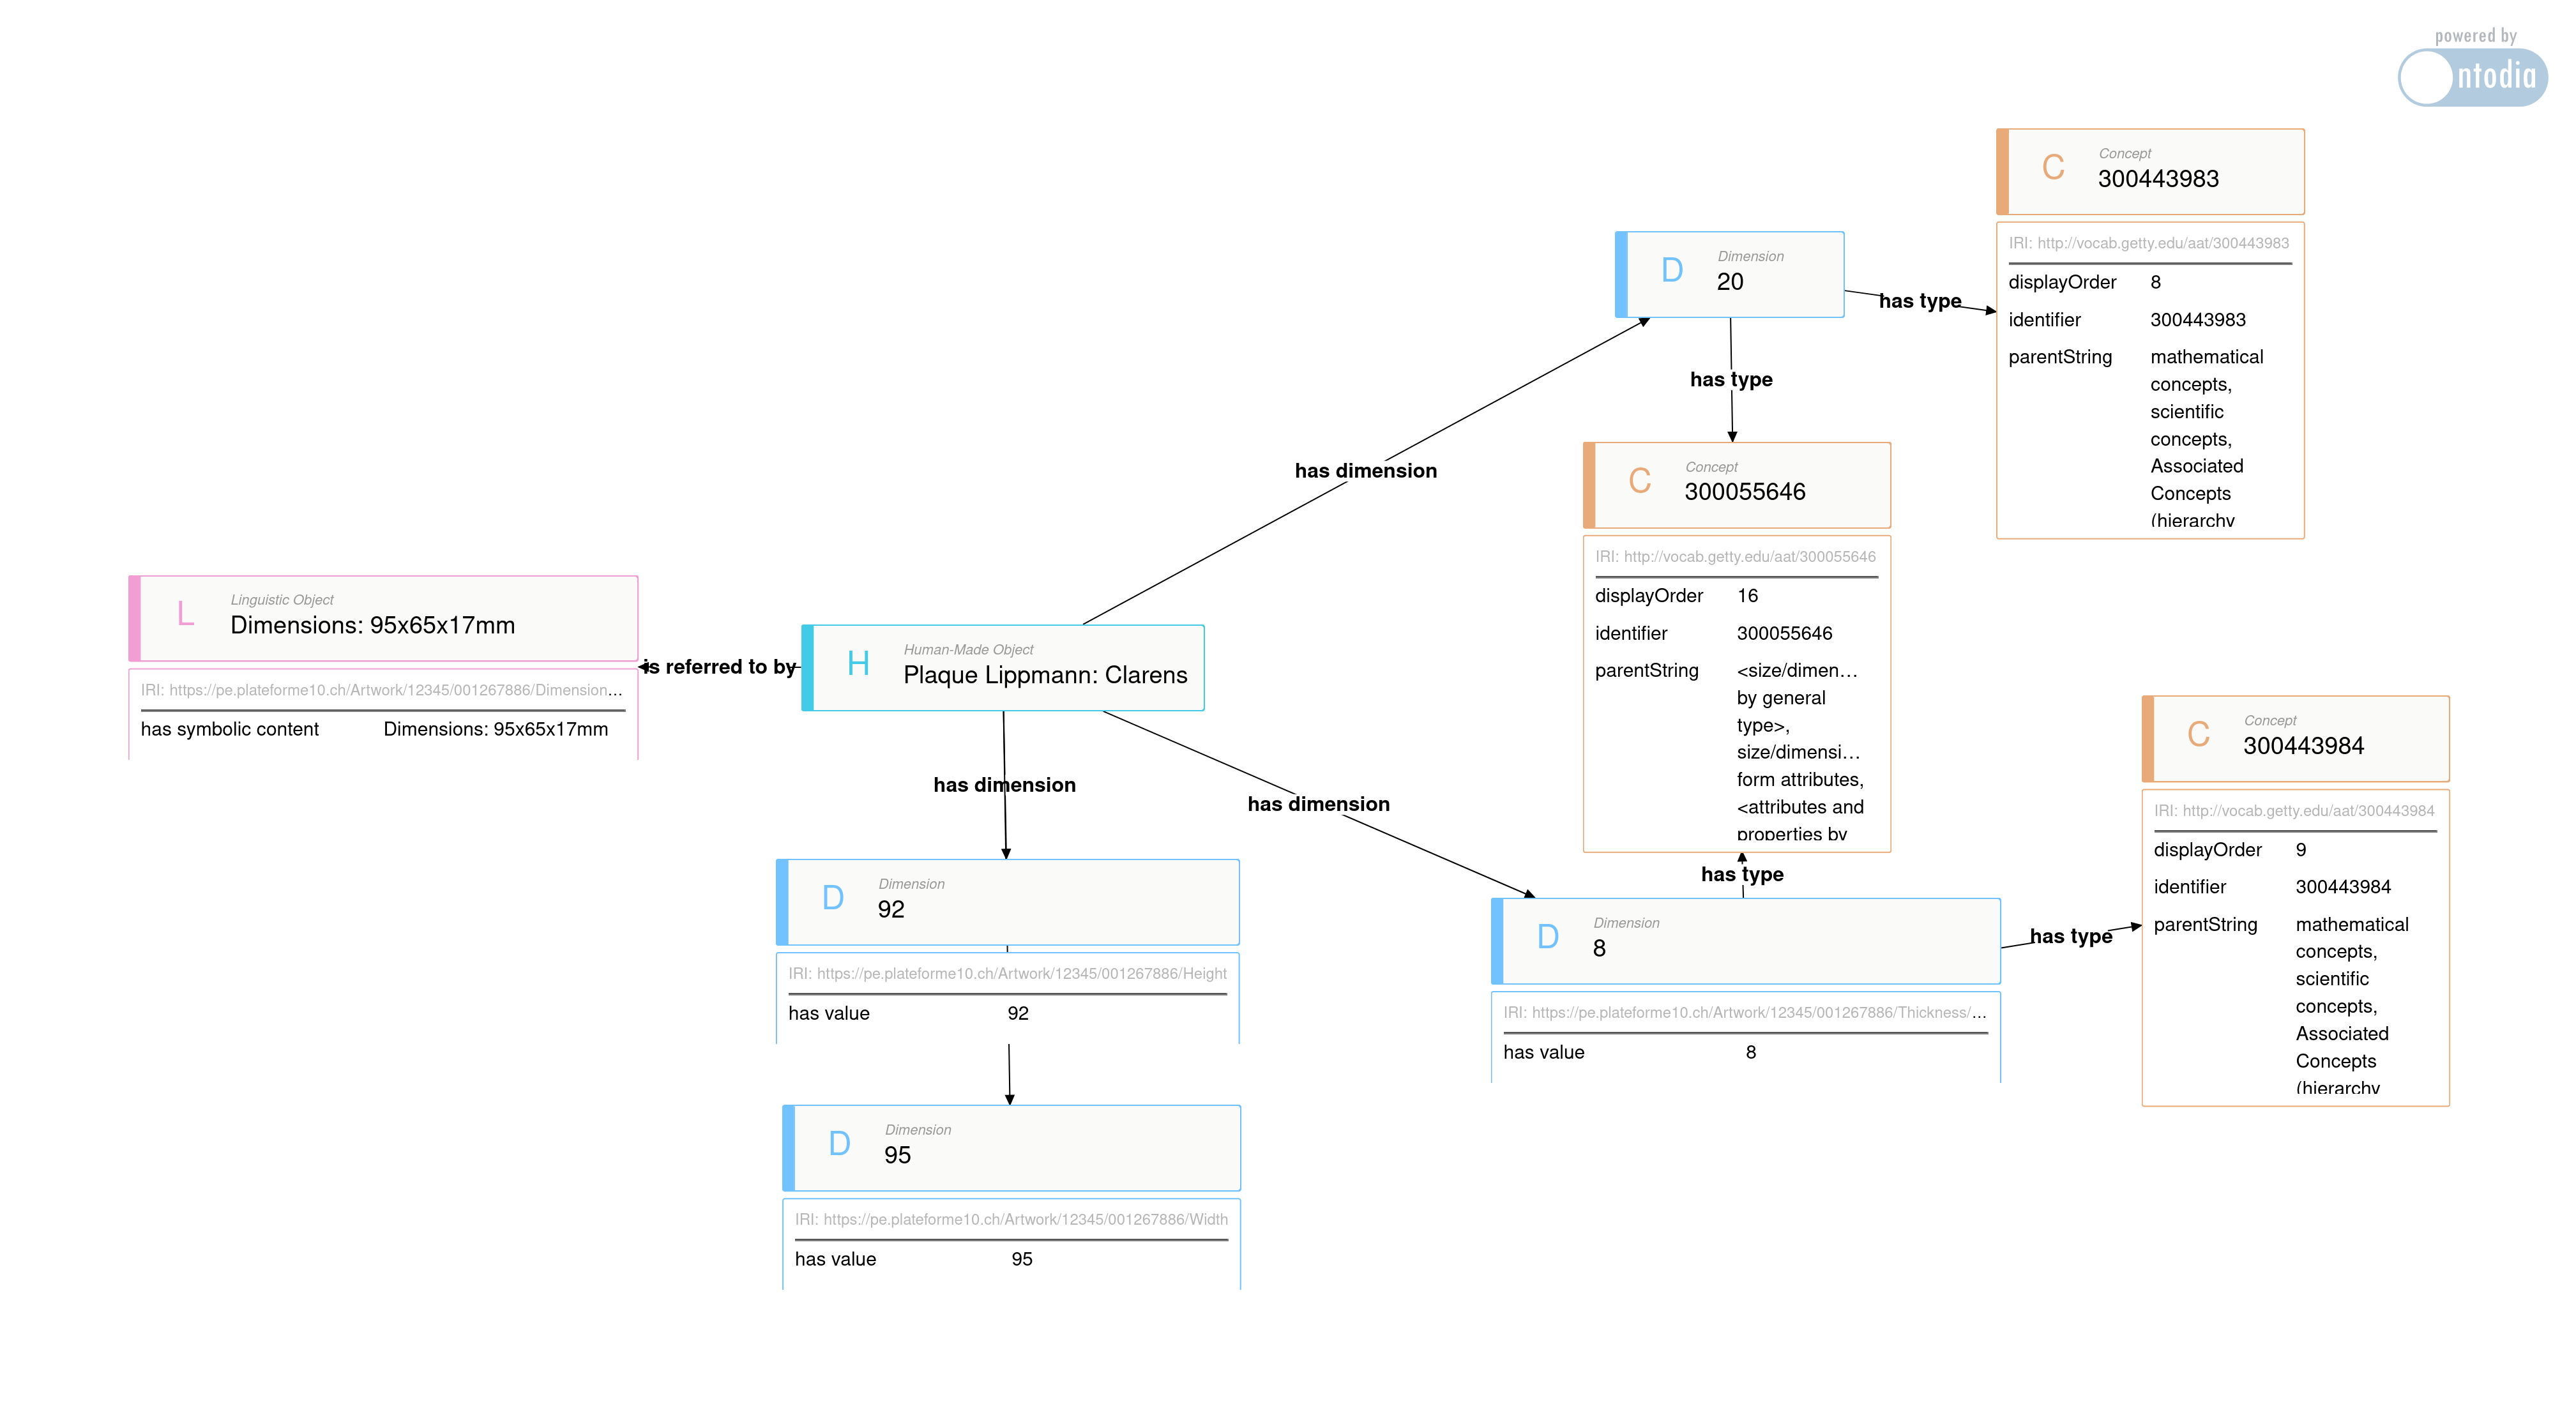 powered by
ntodia
C
Concept
300443983
IRI: http://vocab.getty.edu/aat/300443983
displayOrder 8
identifier 300443983
parentString mathematical
concepts,
scientific
concepts,
Associated
Concepts
(hierarchy
D
Dimension
20
has type
has type
has dimension
C
Concept
300055646
IRI: http://vocab.getty.edu/aat/300055646
displayOrder 16
identifier 300055646
parentString <size/dimen…
by general
type>,
size/dimensi…
form attributes,
<attributes and
properties by
L
Linguistic Object
Dimensions: 95x65x17mm
IRI: https://pe.plateforme10.ch/Artwork/12345/001267886/Dimension...
has symbolic content Dimensions: 95x65x17mm
is referred to by
H
Human-Made Object
Plaque Lippmann: Clarens
has dimension
has dimension
C
Concept
300443984
IRI: http://vocab.getty.edu/aat/300443984
displayOrder 9
identifier 300443984
parentString mathematical
concepts,
scientific
concepts,
Associated
Concepts
(hierarchy
has type
D
Dimension
92
IRI: https://pe.plateforme10.ch/Artwork/12345/001267886/Height
has value 92
D
Dimension
8
IRI: https://pe.plateforme10.ch/Artwork/12345/001267886/Thickness/...
has value 8
has type
D
Dimension
95
IRI: https://pe.plateforme10.ch/Artwork/12345/001267886/Width
has value 95